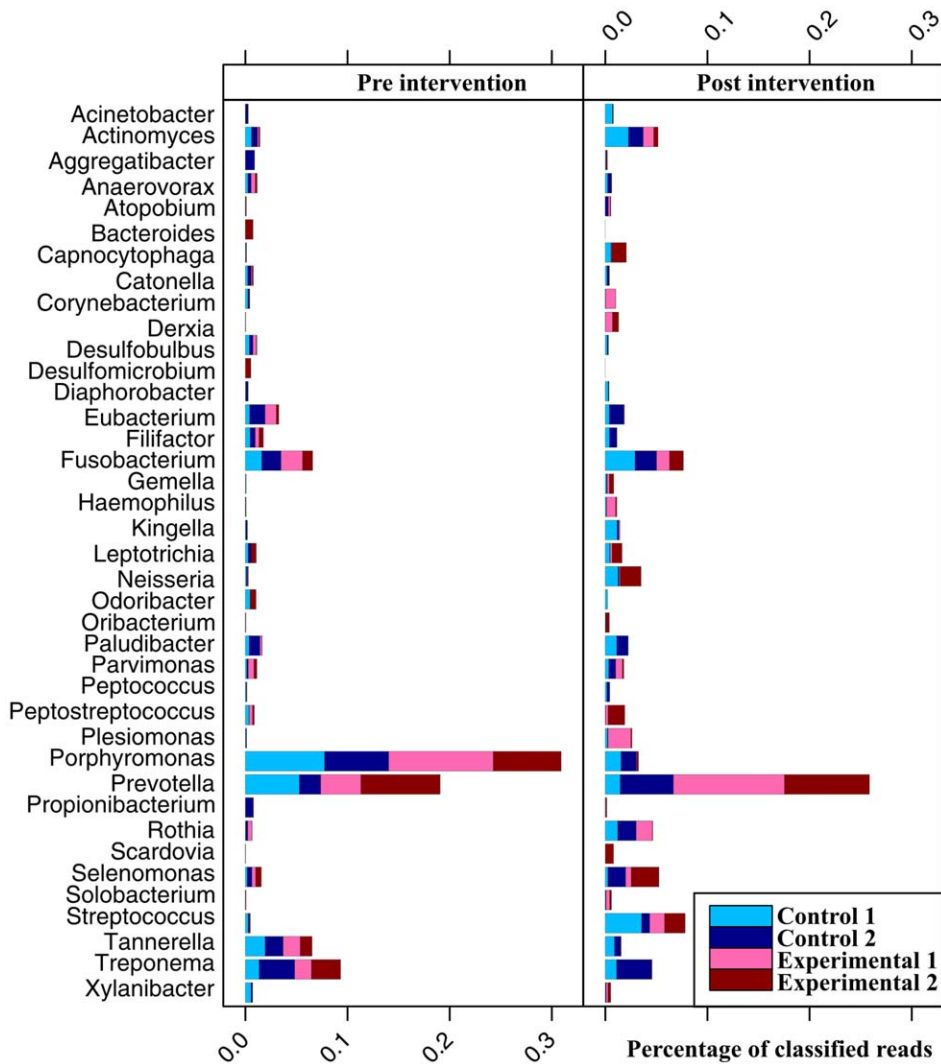 0.0 0.1 0.2 0.3
Pre intervention Post intervention
Acinetobacter
Actinomyces
Aggregatibacter
Anaerovorax
Atopobium
Bacteroides
Capnocytophaga
Catonella
Corynebacterium
Derxia
Desulfobulbus
Desulfomicrobium
Diaphorobacter
Eubacterium
Filifactor
Fusobacterium
Gemella
Haemophilus
Kingella
Leptotrichia
Neisseria
Odoribacter
Oribacterium
Paludibacter
Parvimonas
Peptococcus
Peptostreptococcus
Plesiomonas
Porphyromonas
Prevotella
Propionibacterium
Rothia
Scardovia
Selenomonas
Solobacterium
Streptococcus
Tannerella
Treponema
Xylanibacter
Control 1
Control 2
Experimental 1
Experimental 2
0.0 0.1 0.2 0.3
Percentage of classified reads